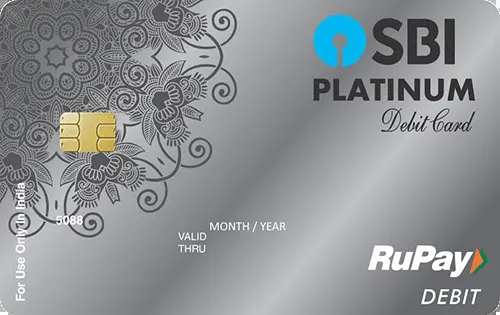 SBI
PLATINUM
Debit Card
For Use Only In India
5088
MONTH / YEAR
VALID
THRU
RuPay
DEBIT